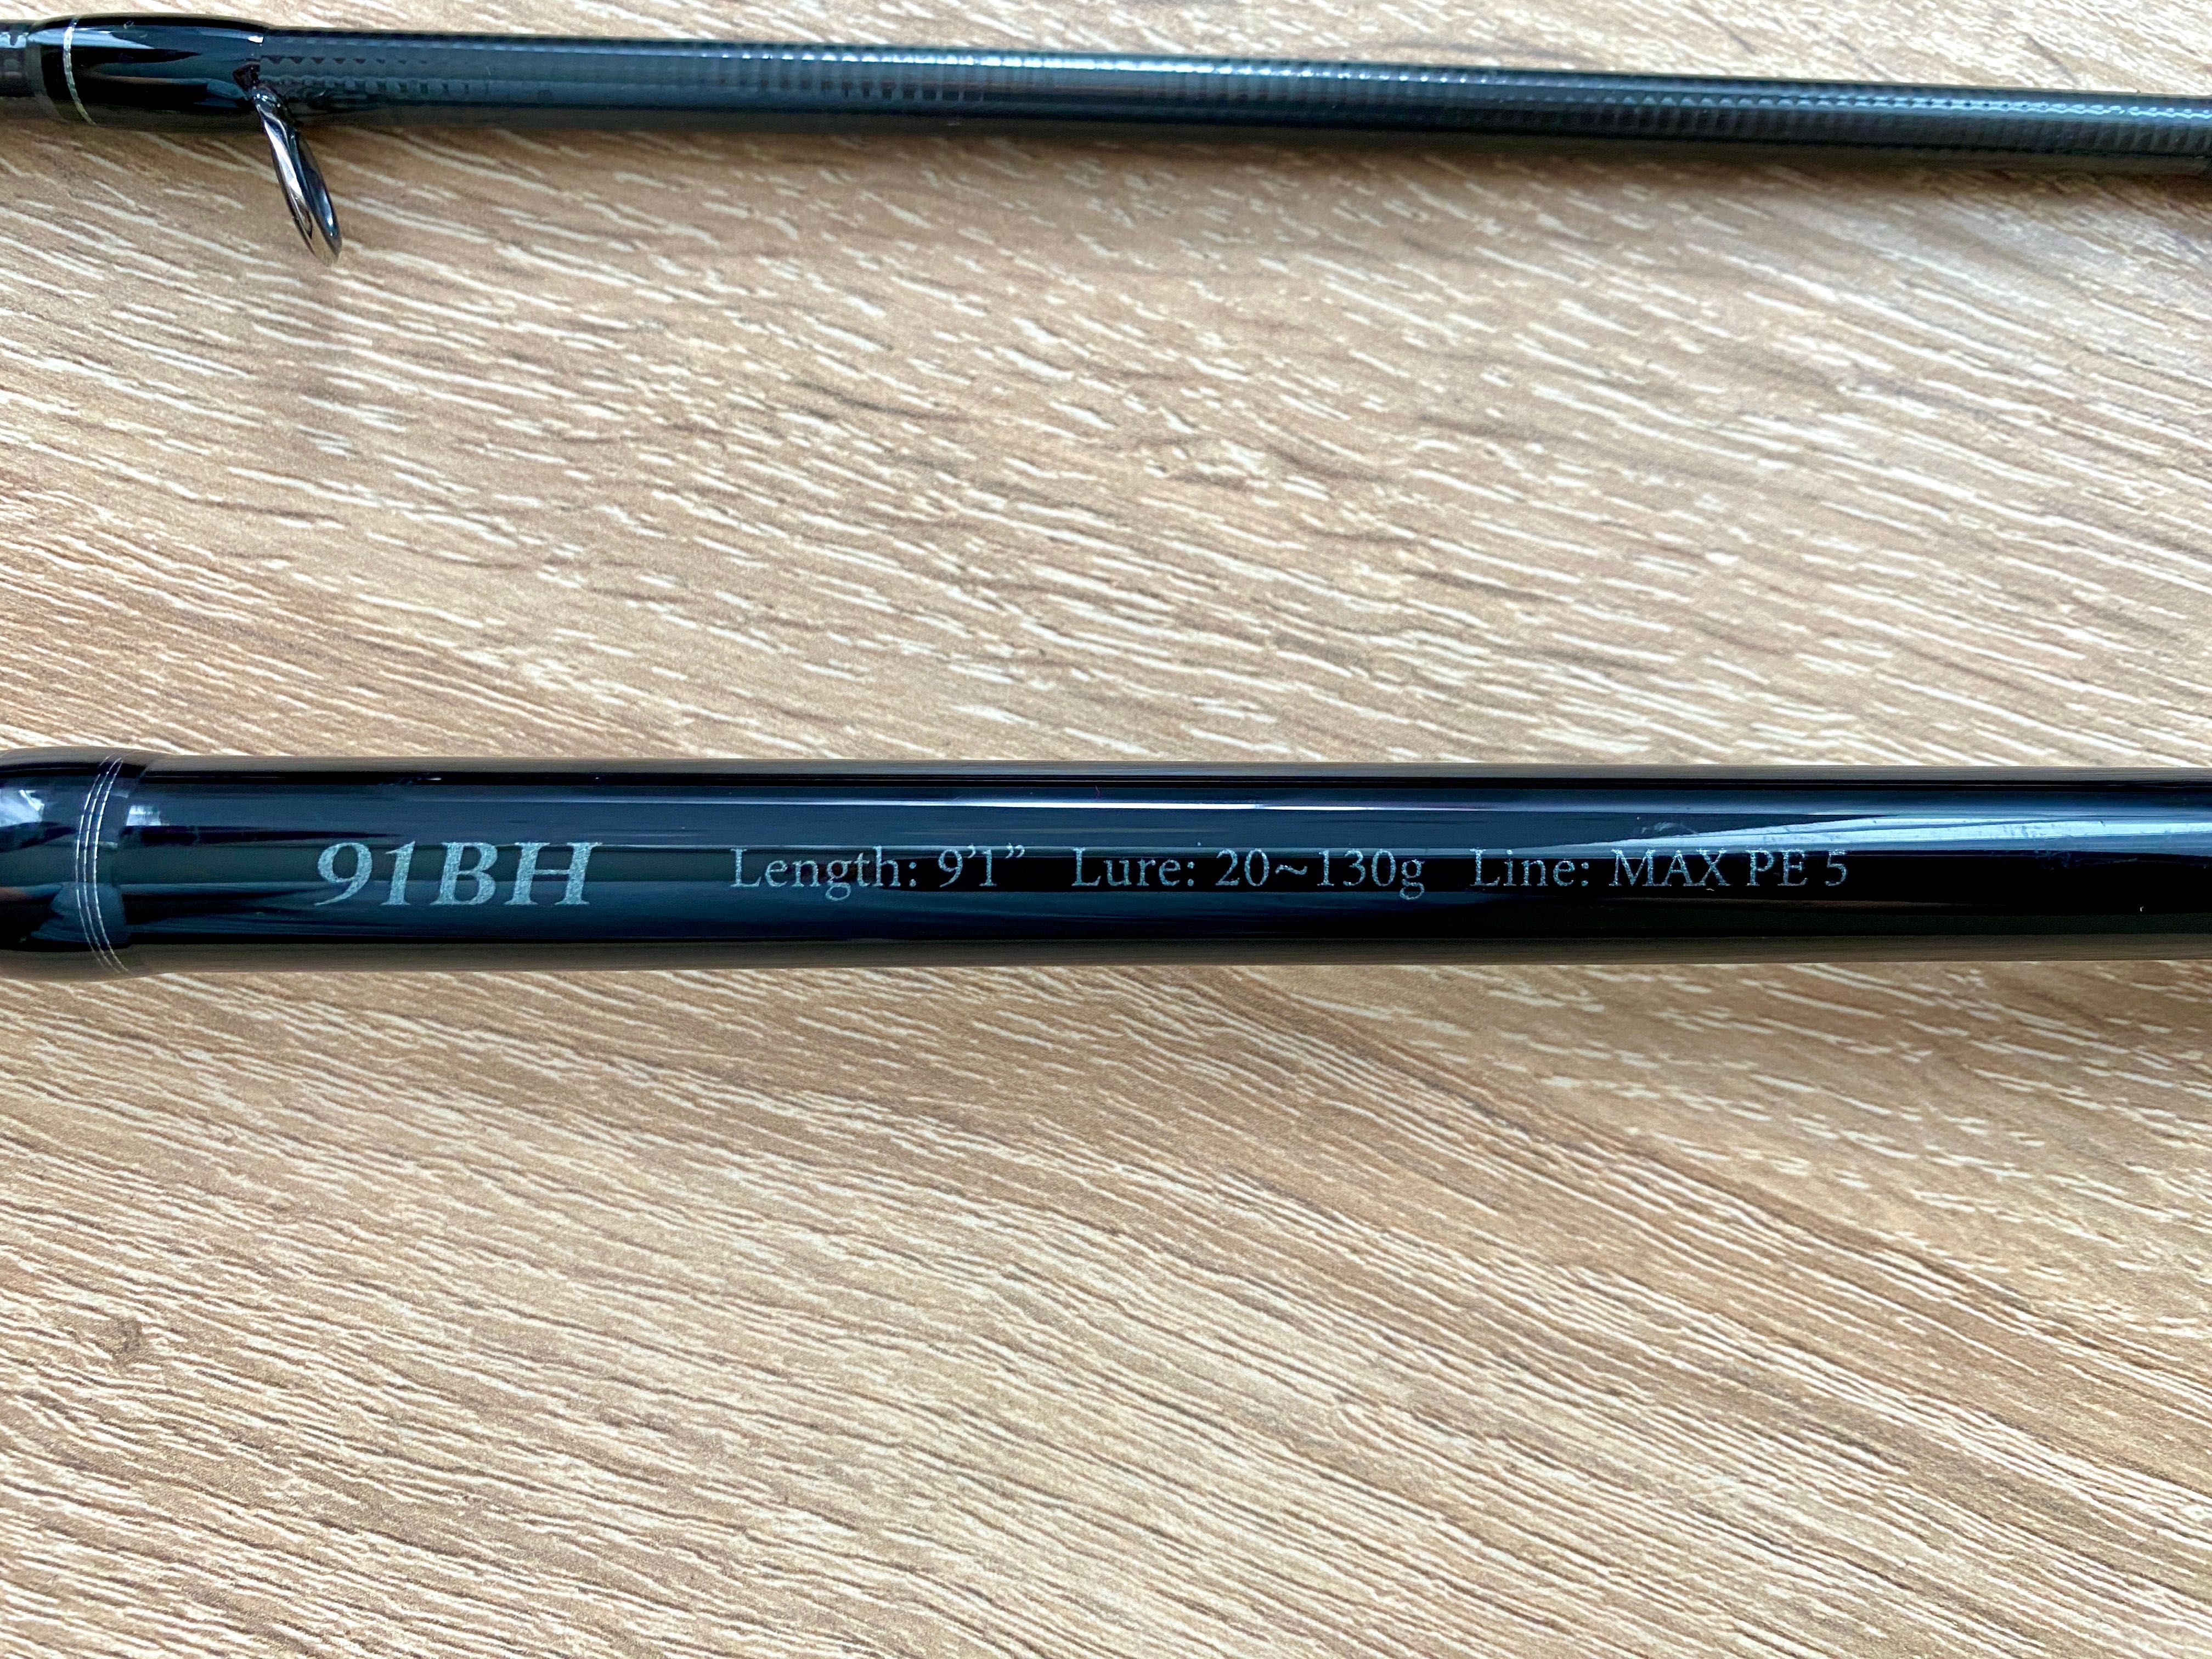 91BH Length: 9'1” Lure: 20~130g Line: MAX PE 5